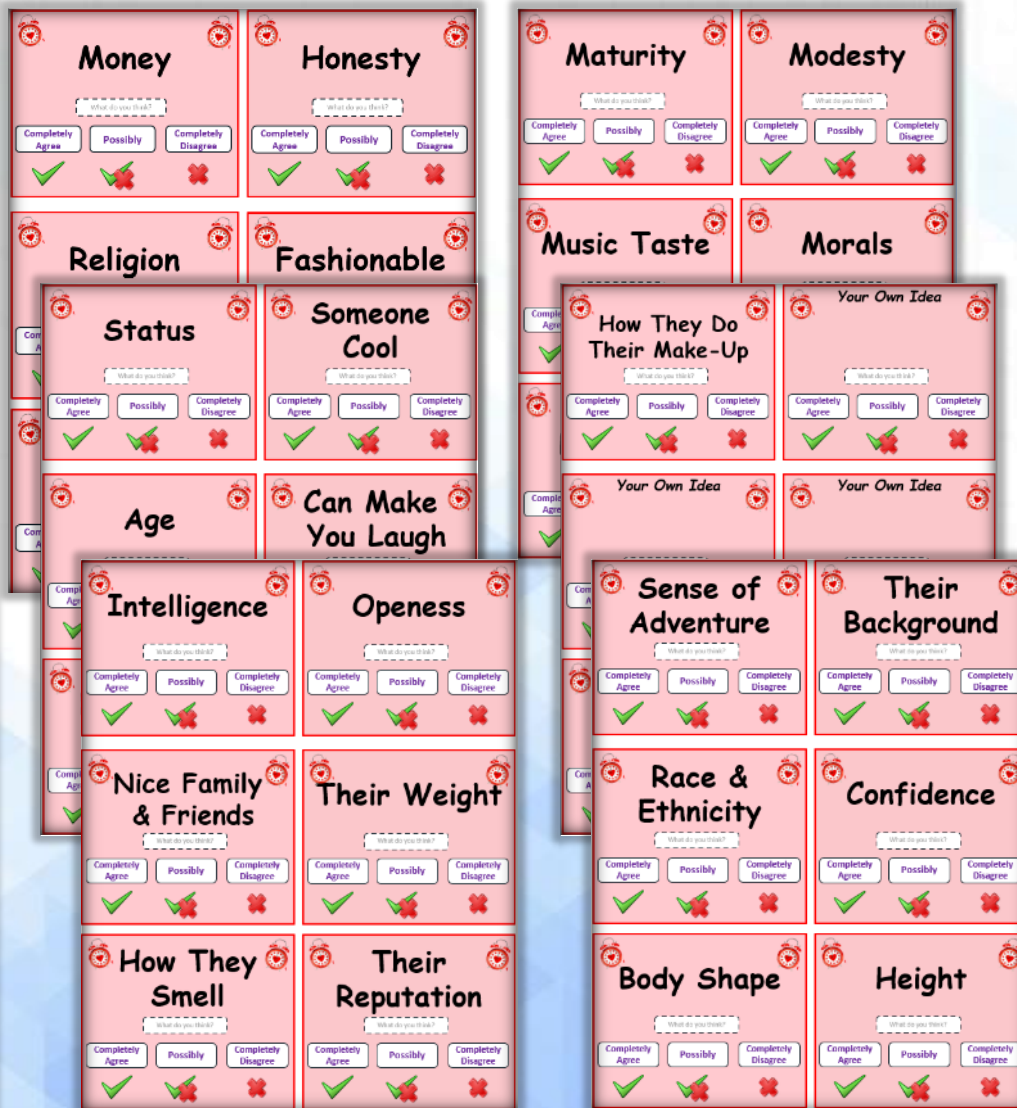 Money
What do you think?
Completely Agree
Possibly
Completely Disagree
Honesty
What do you think?
Completely Agree
Possibly
Completely Disagree
Religion
Fashionable
Maturity
What do you think?
Completely Agree
Possibly
Completely Disagree
Modesty
What do you think?
Completely Agree
Possibly
Completely Disagree
Music Taste
Morals
Status
What do you think?
Completely Agree
Possibly
Completely Disagree
Someone
Cool
What do you think?
Completely Agree
Possibly
Completely Disagree
Age
Can Make
You Laugh
How They Do
Their Make-Up
What do you think?
Completely Agree
Possibly
Completely Disagree
Your Own Idea
What do you think?
Completely Agree
Possibly
Completely Disagree
Your Own Idea
Your Own Idea
Intelligence
What do you think?
Completely Agree
Possibly
Completely Disagree
Openess
What do you think?
Completely Agree
Possibly
Completely Disagree
Nice Family
& Friends
What do you think?
Completely Agree
Possibly
Completely Disagree
Their Weight
What do you think?
Completely Agree
Possibly
Completely Disagree
How They
Smell
What do you think?
Completely Agree
Possibly
Completely Disagree
Their
Reputation
What do you think?
Completely Agree
Possibly
Completely Disagree
Sense of
Adventure
What do you think?
Completely Agree
Possibly
Completely Disagree
Their
Background
What do you think?
Completely Agree
Possibly
Completely Disagree
Race &
Ethnicity
What do you think?
Completely Agree
Possibly
Completely Disagree
Confidence
What do you think?
Completely Agree
Possibly
Completely Disagree
Body Shape
What do you think?
Completely Agree
Possibly
Completely Disagree
Height
What do you think?
Completely Agree
Possibly
Completely Disagree